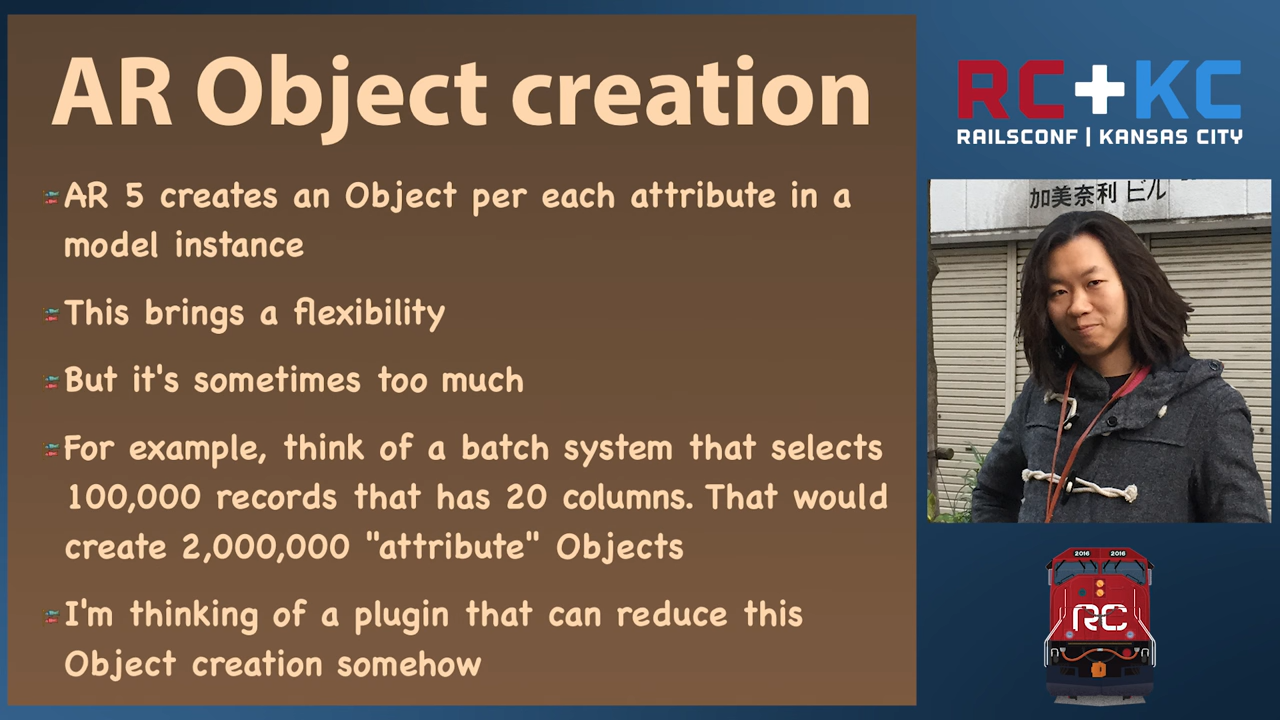 AR Object creation
AR 5 creates an Object per each attribute in a
model instance
This brings a flexibility
But it's sometimes too much
For example, think of a batch system that selects
100,000 records that has 20 columns. That would
create 2,000,000 "attribute" Objects
I'm thinking of a plugin that can reduce this
Object creation somehow
RC+KC
RAILSCONF | KANSAS CITY
加美奈利 ビル
2016 2016
RC